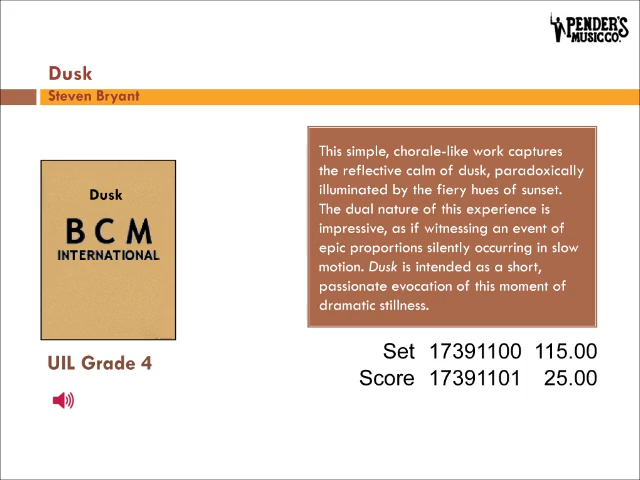 PENDER'S
MUSIC CO.
Dusk
Steven Bryant
Dusk
BCM
INTERNATIONAL
UIL Grade 4
This simple, chorale-like work captures
the reflective calm of dusk, paradoxically
illuminated by the fiery hues of sunset.
The dual nature of this experience is
impressive, as if witnessing an event of
epic proportions silently occurring in slow
motion. Dusk is intended as a short,
passionate evocation of this moment of
dramatic stillness.
Set 17391100 115.00
Score 17391101 25.00